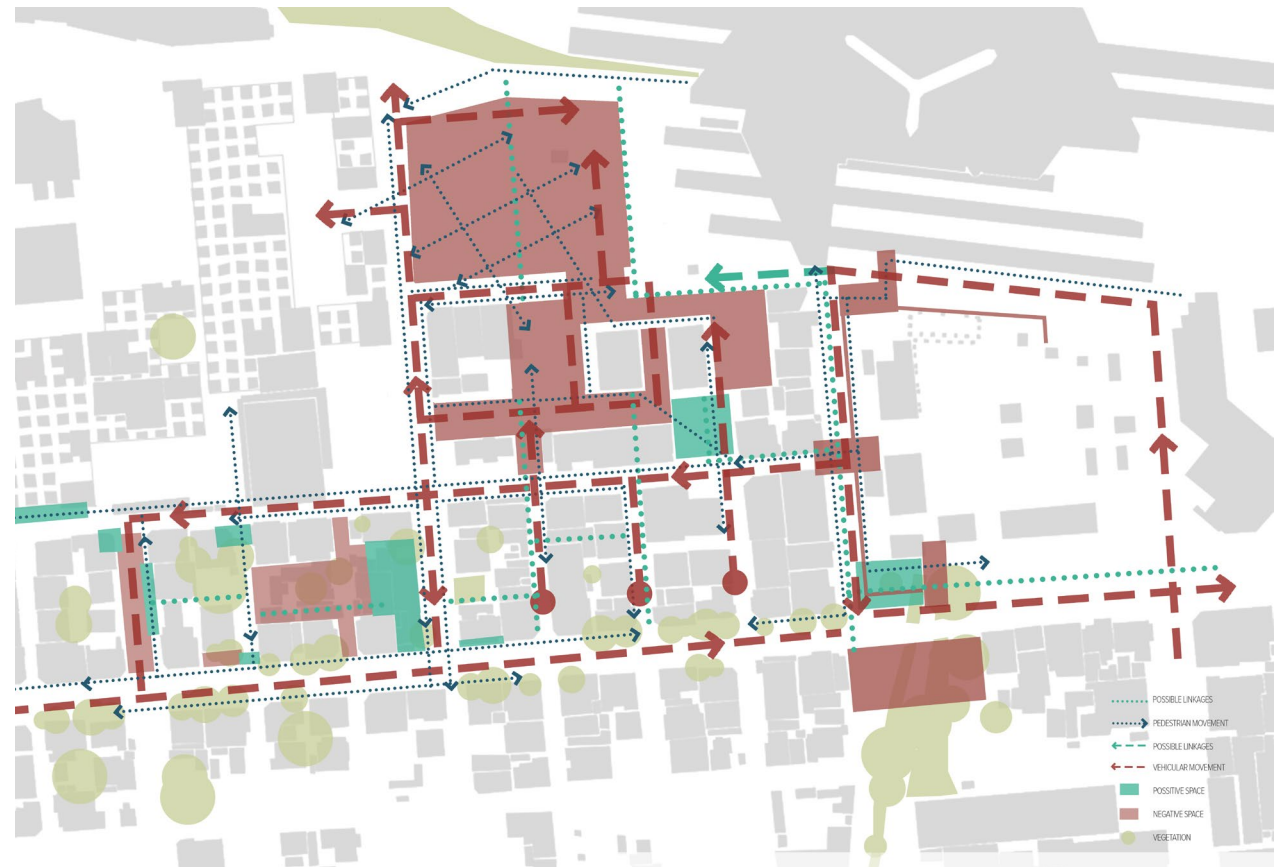 POSSIBLE LINKAGES
PEDESTRIAN MOVEMENT
POSSIBLE LINKAGES
VEHICULAR MOVEMENT
POSSITIVE SPACE
NEGATIVE SPACE
VEGETATION